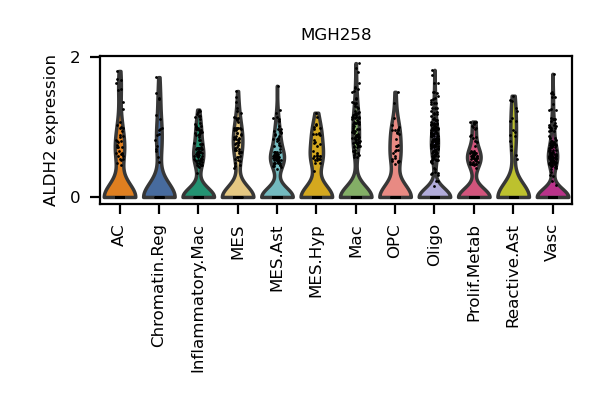 MGH258
ALDH2 expression
2
0
AC
Chromatin.Reg
Inflammatory.Mac
MES
MES.Ast
MES.Hyp
Mac
OPC
Oligo
Prolif.Metab
Reactive.Ast
Vasc